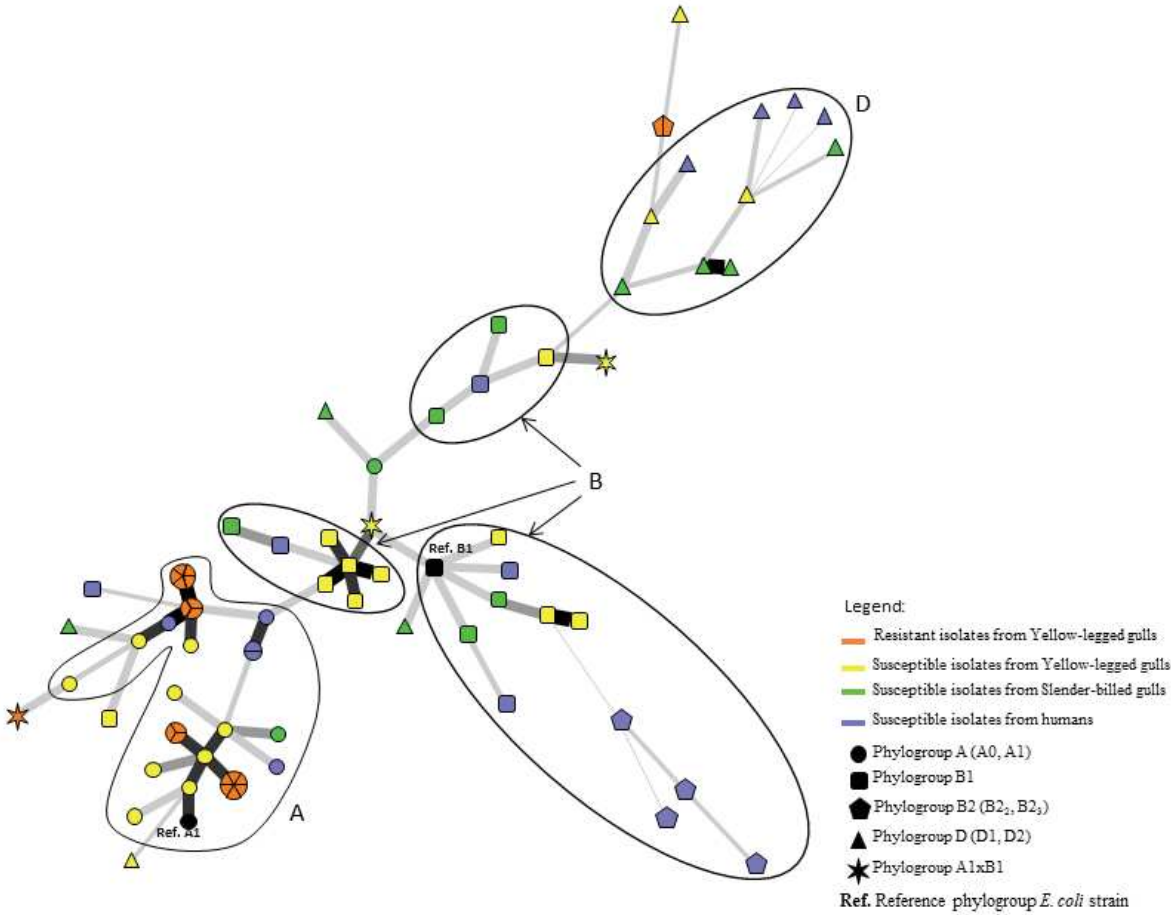 D
B
Ref. B1
A
Ref. A1
Legend:
Resistant isolates from Yellow-legged gulls
Susceptible isolates from Yellow-legged gulls
Susceptible isolates from Slender-billed gulls
Susceptible isolates from humans
Phylogroup A (A0, A1)
Phylogroup B1
Phylogroup B2 (B2₂, B2₃)
Phylogroup D (D1, D2)
Phylogroup A1xB1
Ref. Reference phylogroup E. coli strain